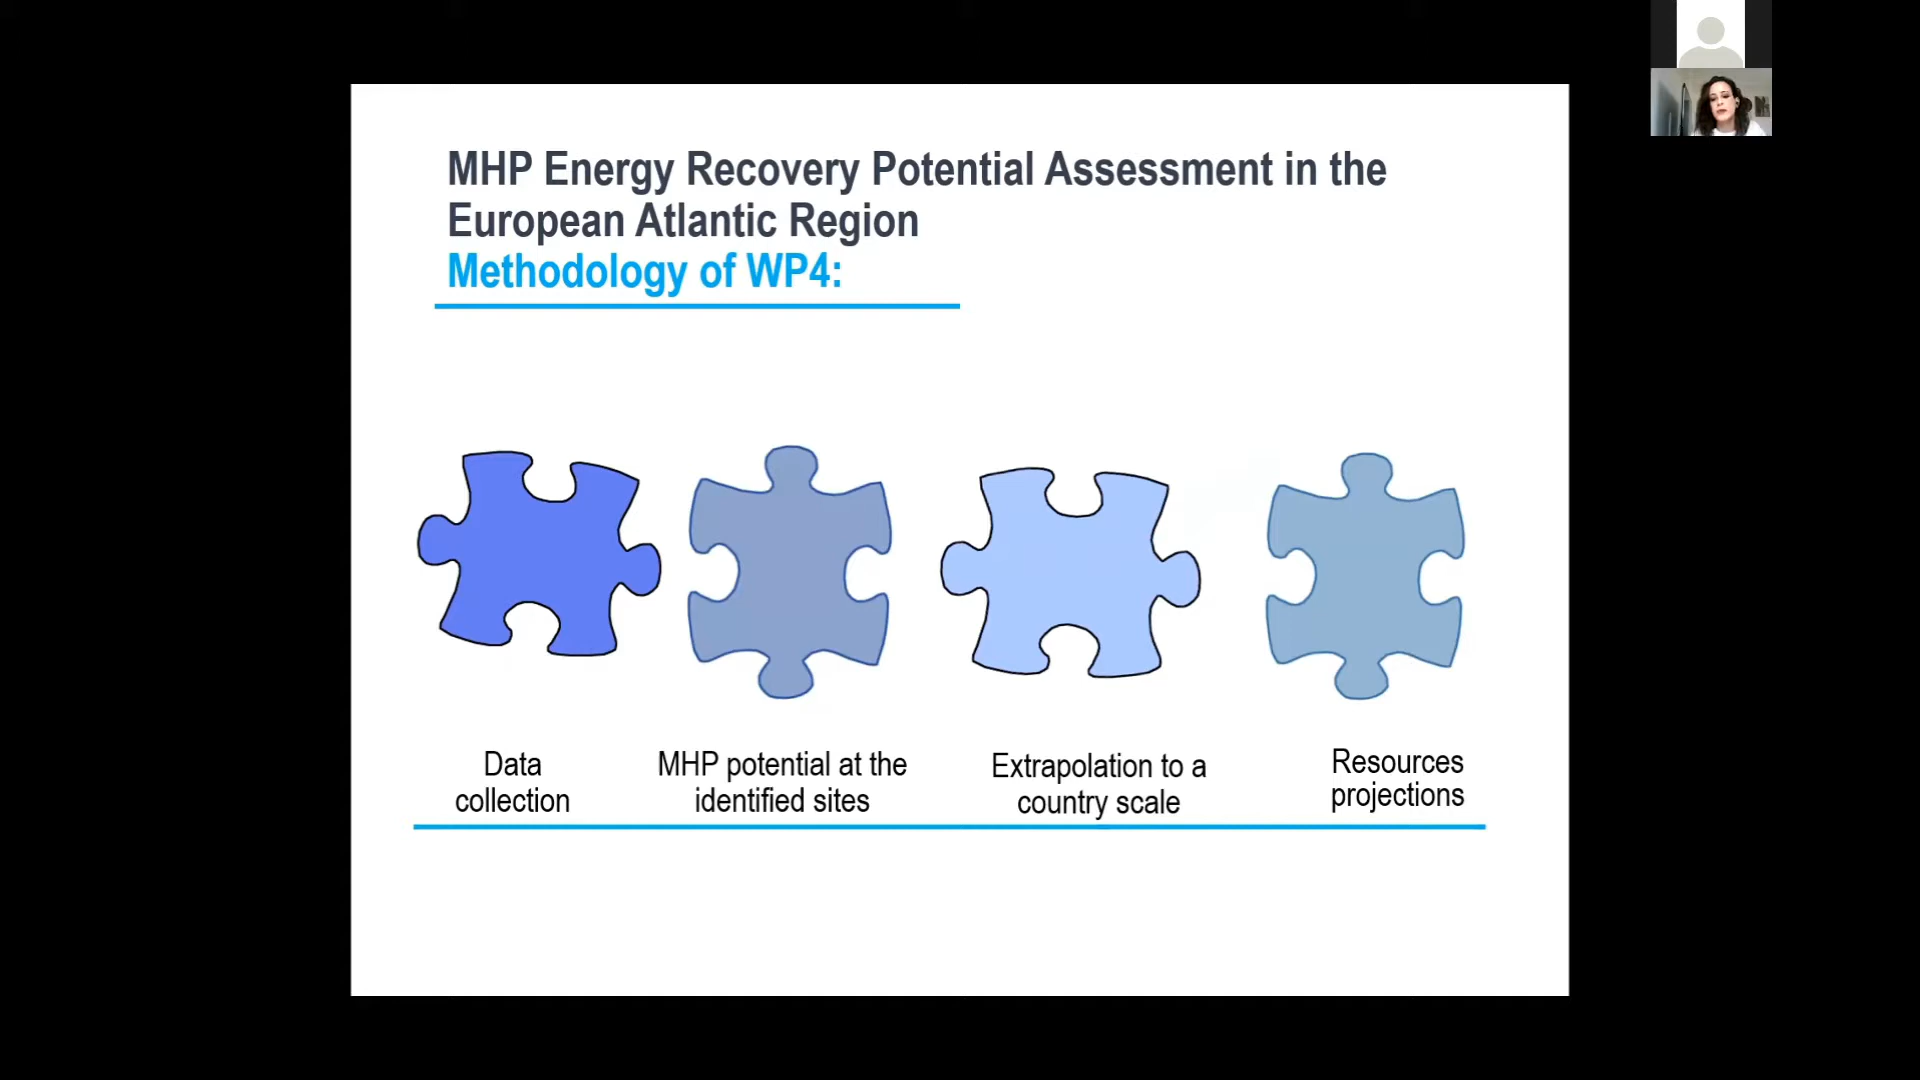 MHP Energy Recovery Potential Assessment in the
European Atlantic Region
Methodology of WP4:
Data
collection
MHP potential at the
identified sites
Extrapolation to a
country scale
Resources
projections